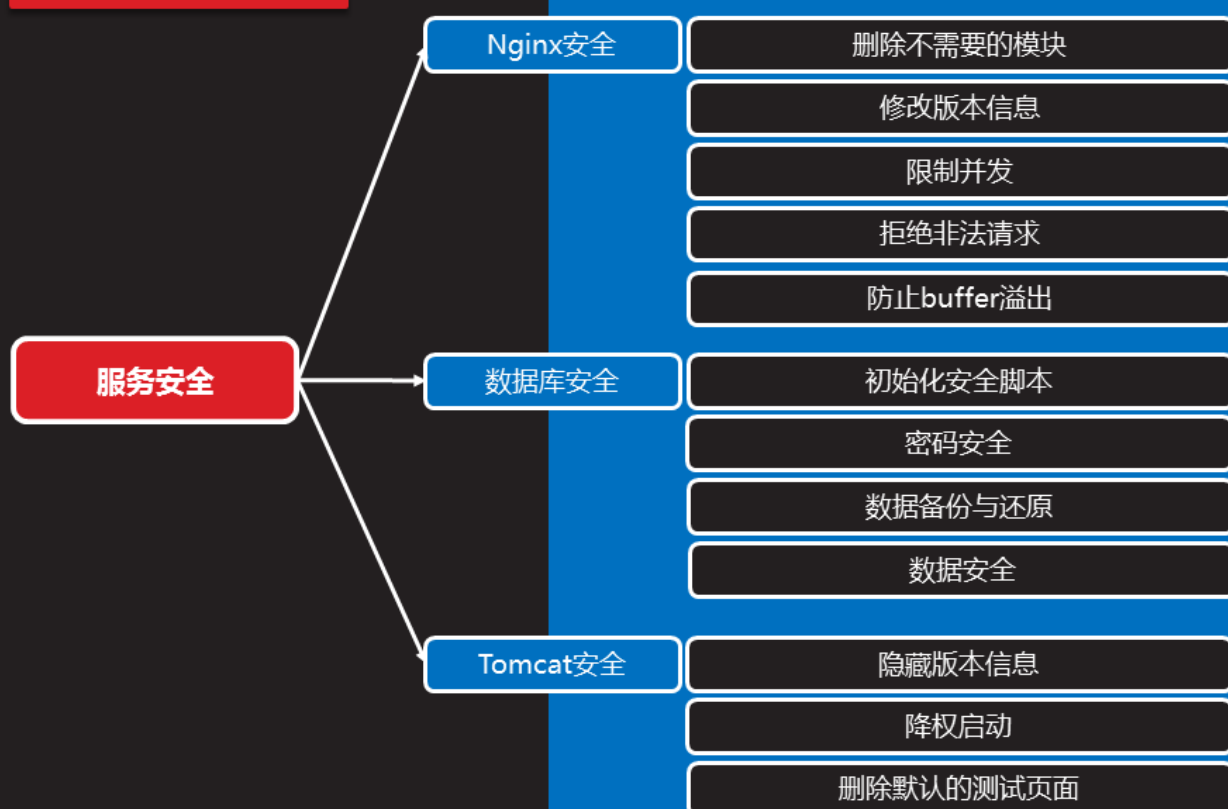 Nginx安全
删除不需要的模块
修改版本信息
限制并发
拒绝非法请求
防止buffer溢出
服务安全
数据库安全
初始化安全脚本
密码安全
数据备份与还原
数据安全
Tomcat安全
隐藏版本信息
降权启动
删除默认的测试页面